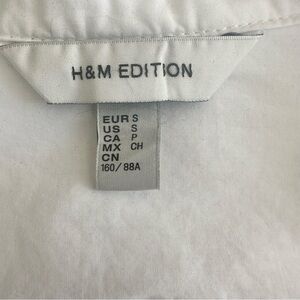 H&M EDITION
EUR S
US S
CA P
MX CH
CN
160/88A